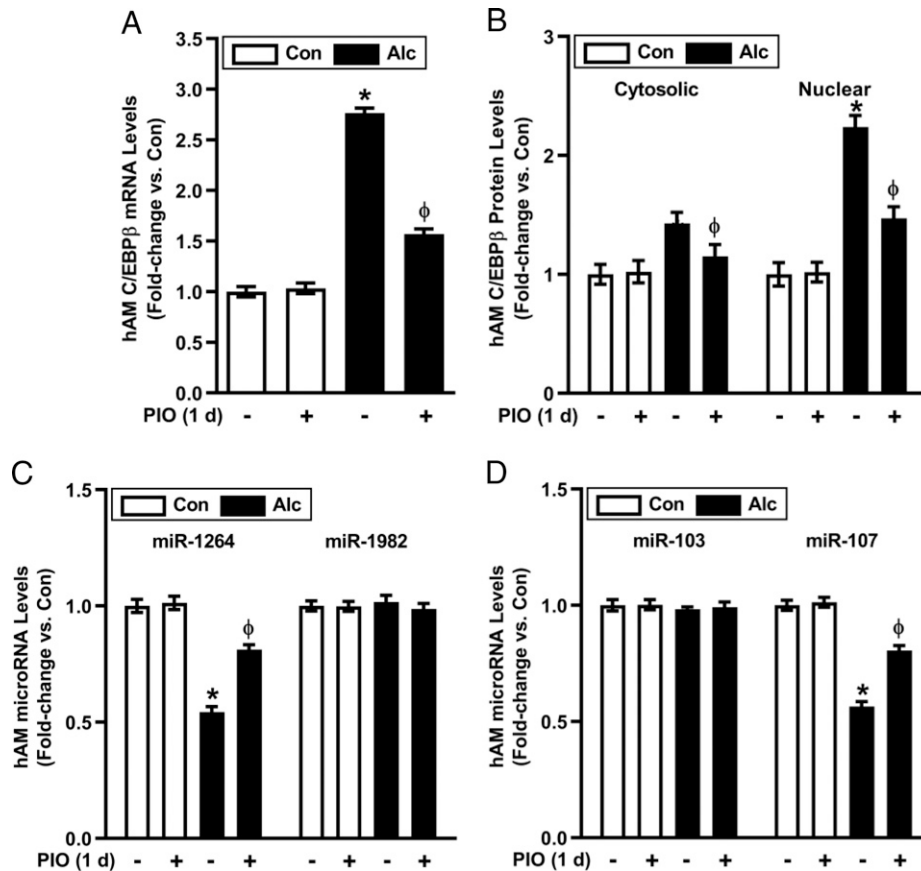 A
hAM C/EBPβ mRNA Levels
(Fold-change vs. Con)
3.5
3.0
2.5
2.0
1.5
1.0
0.5
0.0
Con Alc
*
ϕ
PIO (1 d) - + - +
B
hAM C/EBPβ Protein Levels
(Fold-change vs. Con)
3
2
1
0
Con Alc
Cytosolic Nuclear
*
ϕ ϕ
PIO (1 d) - + - + - + - +
C
hAM microRNA Levels
(Fold-change vs. Con)
1.5
1.0
0.5
0.0
Con Alc
miR-1264 miR-1982
ϕ
*
PIO (1 d) - + - + - + - +
D
hAM microRNA Levels
(Fold-change vs. Con)
1.5
1.0
0.5
0.0
Con Alc
miR-103 miR-107
ϕ
*
PIO (1 d) - + - + - + - +